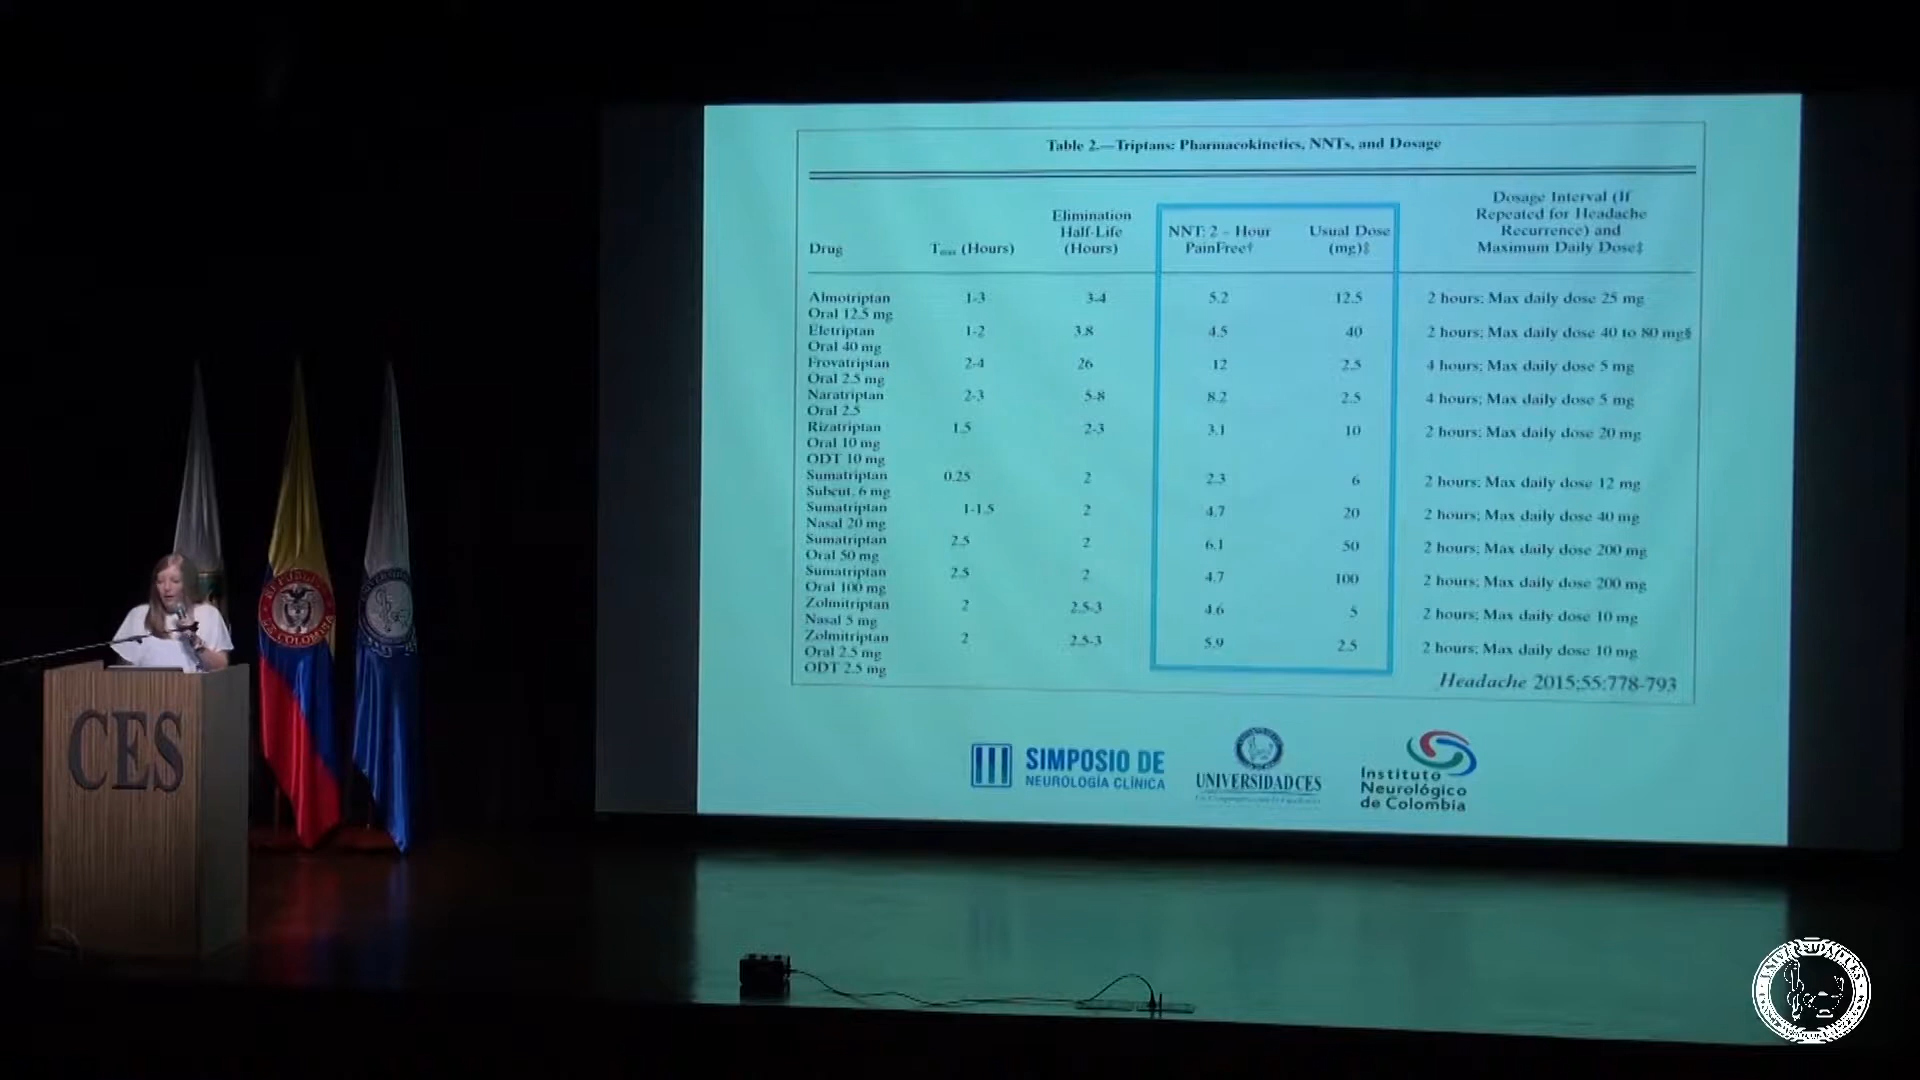 Table 2.—Triptans: Pharmacokinetics, NNTs, and Dosage
Drug
Tmax (Hours)
Elimination
Half-Life
(Hours)
NNT: 2 – Hour
PainFree†
Usual Dose
(mg)‡
Dosage Interval (If
Repeated for Headache
Recurrence) and
Maximum Daily Dose‡
Almotriptan 1-3 3-4 5.2 12.5 2 hours; Max daily dose 25 mg
Oral 12.5 mg
Eletriptan 1-2 3.8 4.5 40 2 hours; Max daily dose 40 to 80 mg§
Oral 40 mg
Frovatriptan 2-4 26 12 2.5 4 hours; Max daily dose 5 mg
Oral 2.5 mg
Naratriptan 2-3 5-8 8.2 2.5 4 hours; Max daily dose 5 mg
Oral 2.5
Rizatriptan 1.5 2-3 3.1 10 2 hours; Max daily dose 20 mg
Oral 10 mg
ODT 10 mg
Sumatriptan 0.25 2 2.3 6 2 hours; Max daily dose 12 mg
Subcut. 6 mg
Sumatriptan 1-1.5 2 4.7 20 2 hours; Max daily dose 40 mg
Nasal 20 mg
Sumatriptan 2.5 2 6.1 50 2 hours; Max daily dose 200 mg
Oral 50 mg
Sumatriptan 2.5 2 4.7 100 2 hours; Max daily dose 200 mg
Oral 100 mg
Zolmitriptan 2 2.5-3 4.6 5 2 hours; Max daily dose 10 mg
Nasal 5 mg
Zolmitriptan 2 2.5-3 5.9 2.5 2 hours; Max daily dose 10 mg
Oral 2.5 mg
ODT 2.5 mg
Headache 2015;55:778-793
III SIMPOSIO DE
NEUROLOGÍA CLÍNICA
UNIVERSIDAD CES
Instituto
Neurológico
de Colombia
CES